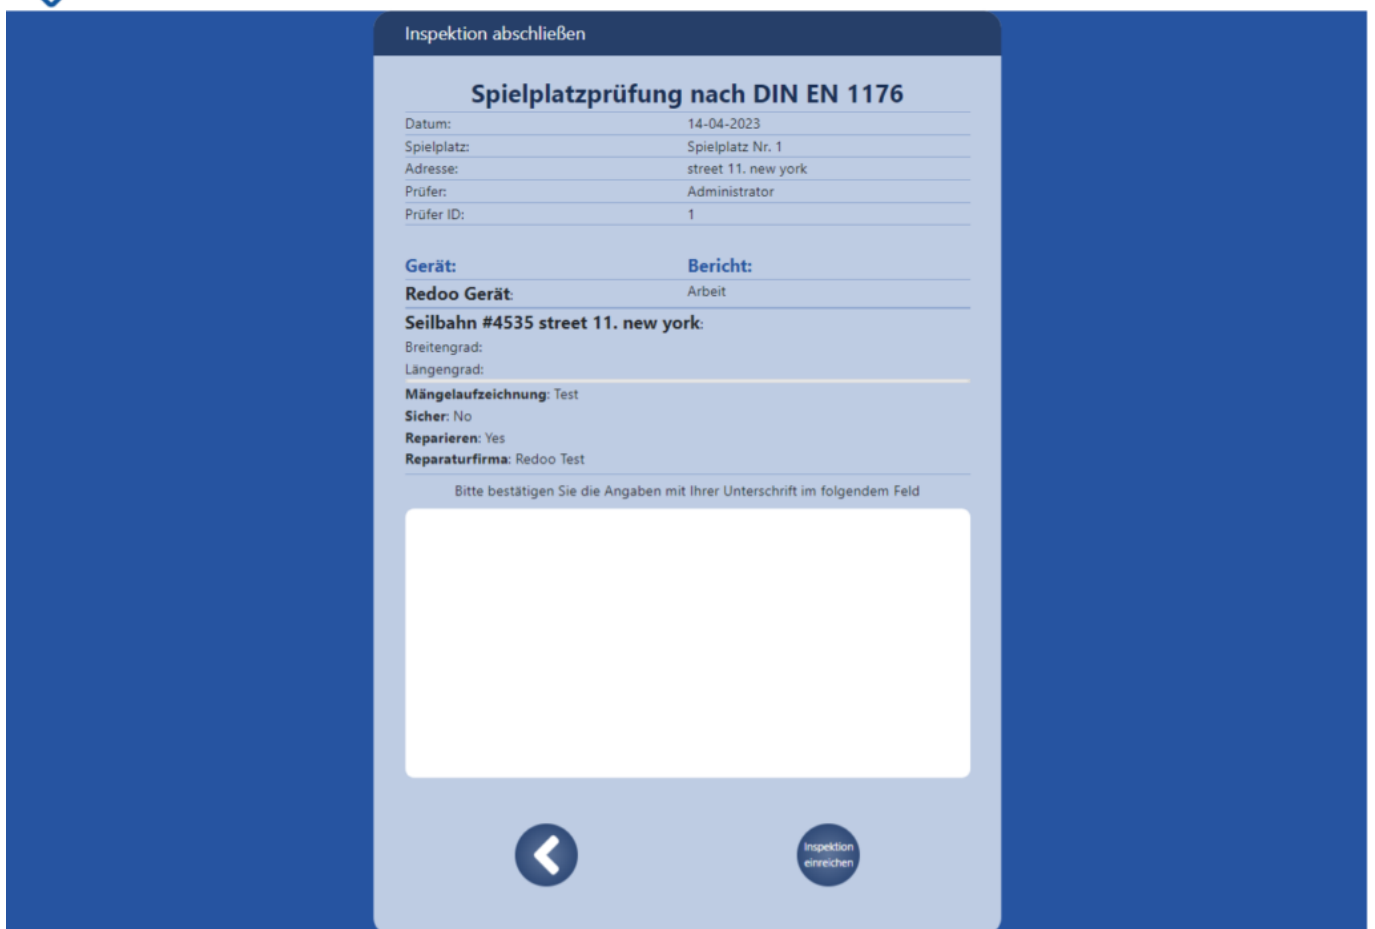 Inspektion abschließen
Spielplatzprüfung nach DIN EN 1176
Datum: 14-04-2023
Spielplatz: Spielplatz Nr. 1
Adresse: street 11. new york
Prüfer: Administrator
Prüfer ID: 1
Gerät: Bericht:
Redoo Gerät: Arbeit
Seilbahn #4535 street 11. new york:
Breitengrad:
Längengrad:
Mängelaufzeichnung: Test
Sicher: No
Reparieren: Yes
Reparaturfirma: Redoo Test
Bitte bestätigen Sie die Angaben mit Ihrer Unterschrift im folgendem Feld
Inspektion
einreichen